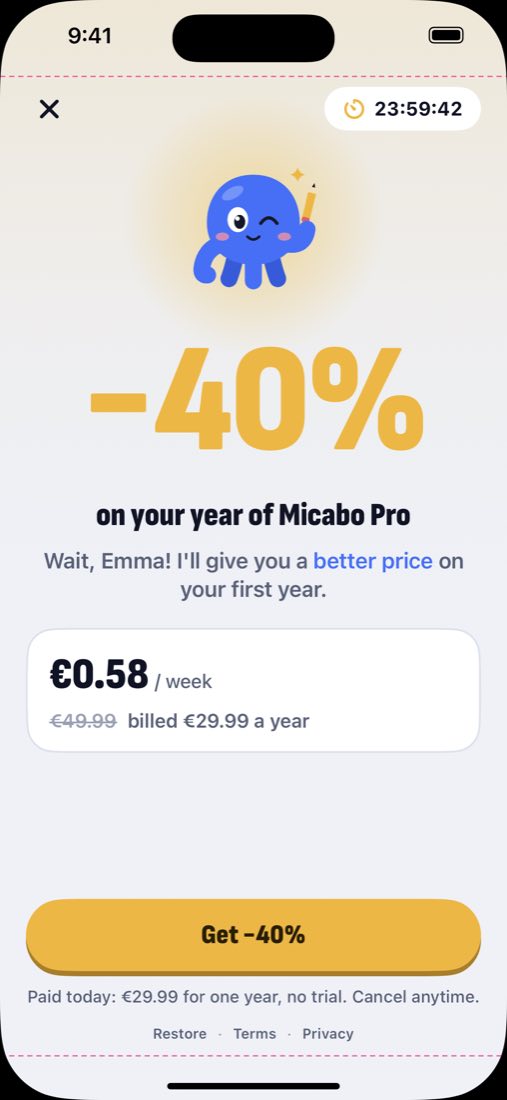 9:41
23:59:42
-40%
on your year of Micabo Pro
Wait, Emma! I'll give you a better price on
your first year.
€0.58 / week
€49.99 billed €29.99 a year
Get -40%
Paid today: €29.99 for one year, no trial. Cancel anytime.
Restore · Terms · Privacy